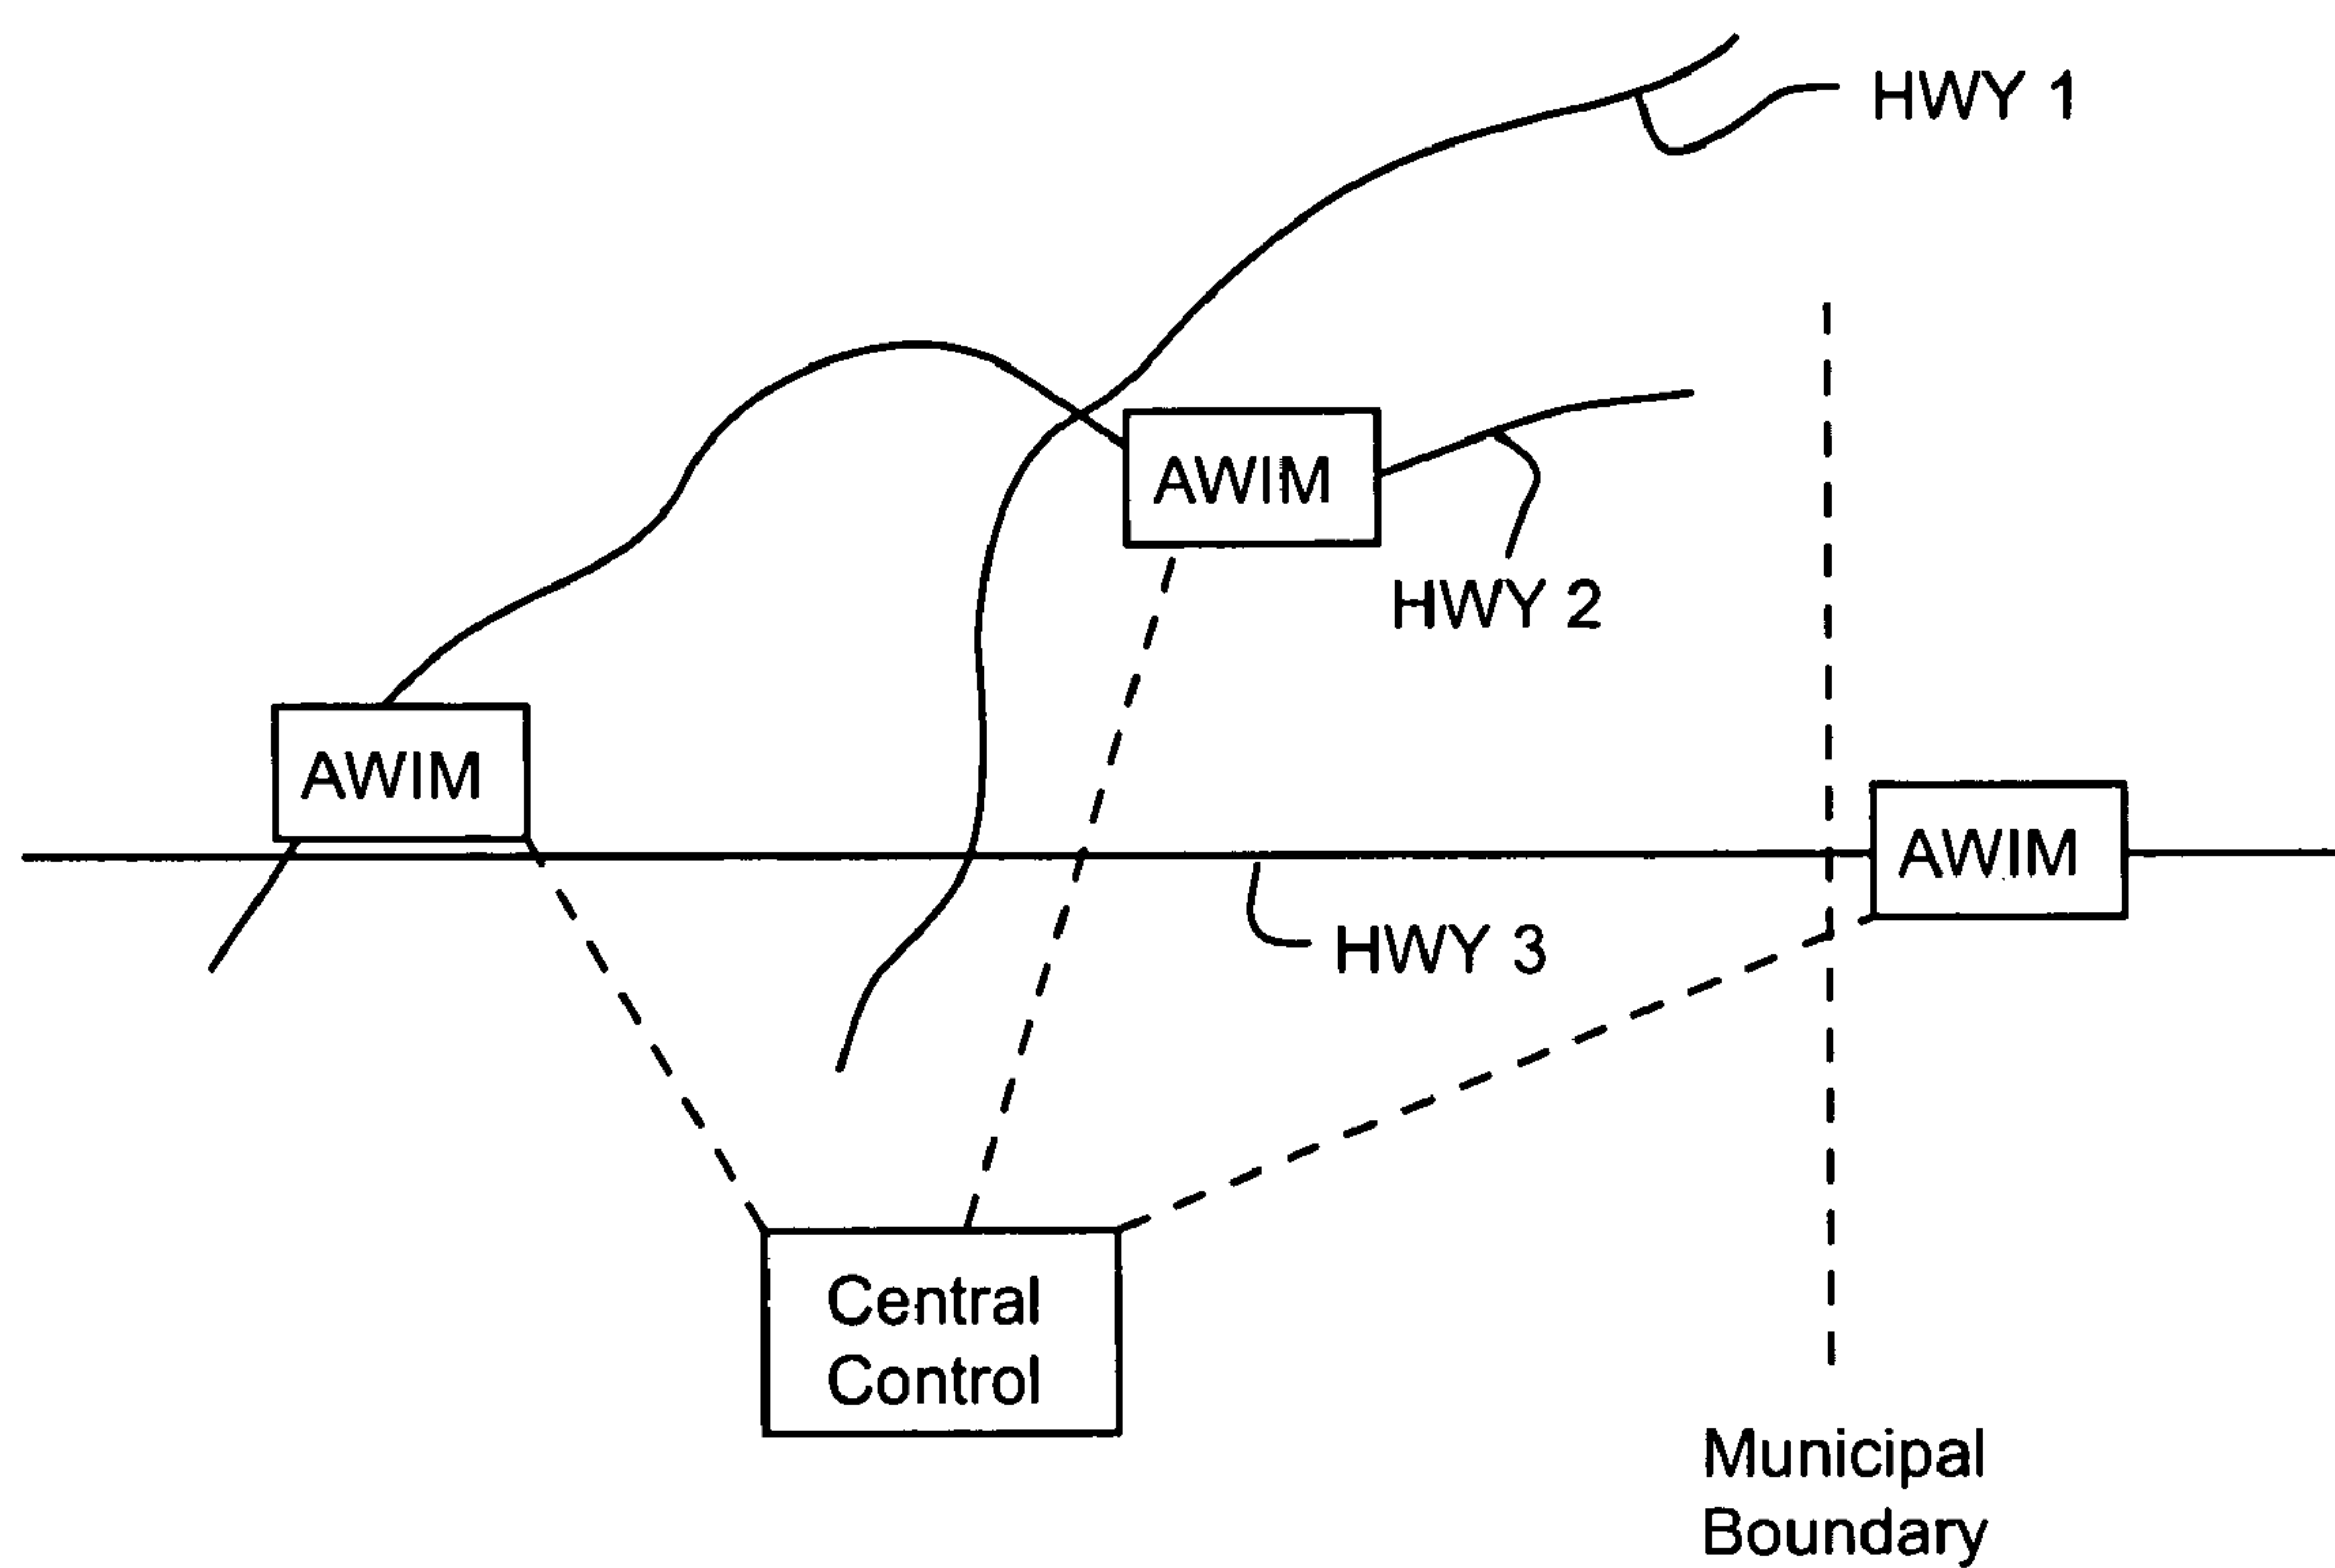 HWY 1
AWIM
HWY 2
AWIM
AWIM
HWY 3
Central
Control
Municipal
Boundary